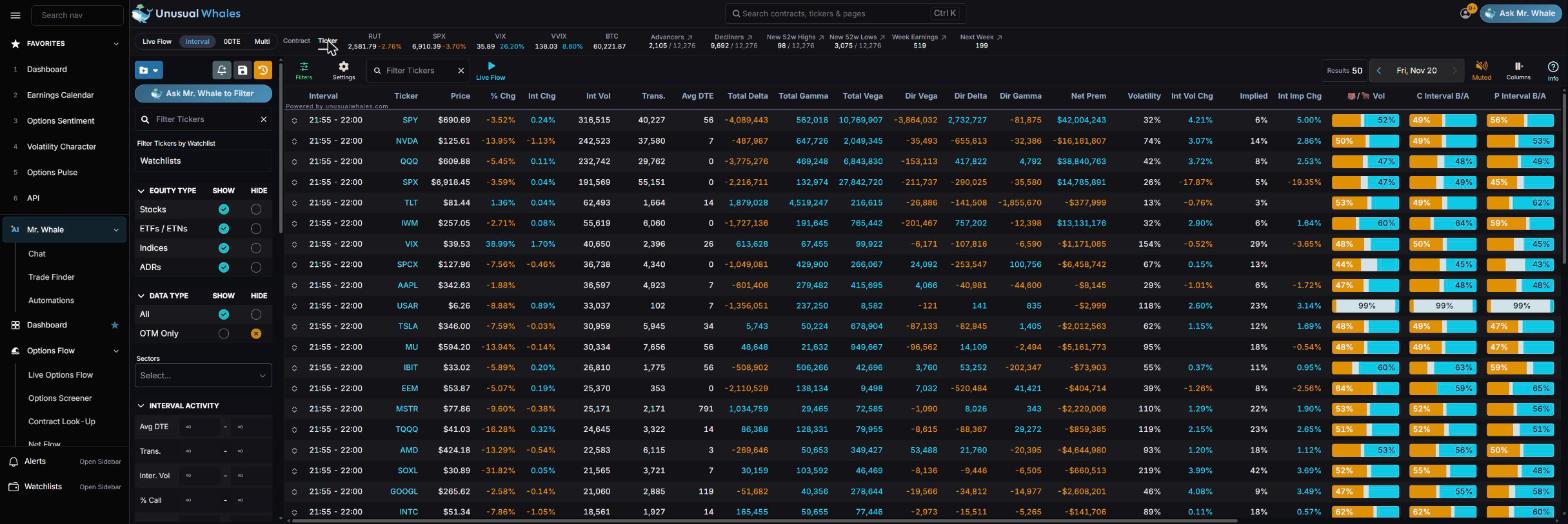 Search nav
Unusual Whales
Search contracts, tickers & pages Ctrl K
9+
Ask Mr. Whale
FAVORITES
1 Dashboard
2 Earnings Calendar
3 Options Sentiment
4 Volatility Character
5 Options Pulse
6 API
AI Mr. Whale
Chat
Trade Finder
Automations
Dashboard
Options Flow
Live Options Flow
Options Screener
Contract Look-Up
Net Flow
Alerts Open Sidebar
Watchlists Open Sidebar
Live Flow Interval 0DTE Multi Contract Ticker
RUT 2,581.79 -2.76%
SPX 6,910.39 -3.70%
VIX 35.89 26.20%
VVIX 138.03 8.60%
BTC 60,221.87
Advancers 2,105 / 12,276
Decliners 9,692 / 12,276
New 52w Highs 98 / 12,276
New 52w Lows 3,075 / 12,276
Week Earnings 519
Next Week 199
Ask Mr. Whale to Filter
Filter Tickers
Filter Tickers by Watchlist
Watchlists
EQUITY TYPE SHOW HIDE
Stocks
ETFs / ETNs
Indices
ADRs
DATA TYPE SHOW HIDE
All
OTM Only
Sectors
Select...
INTERVAL ACTIVITY
Avg DTE ∞ - ∞
Trans. ∞ - ∞
Inter. Vol ∞ - ∞
% Call ∞ - ∞
Filters Settings Filter Tickers Live Flow
Results 50 Fri, Nov 20 Muted Columns Info
Interval Ticker Price % Chg Int Chg Int Vol Trans. Avg DTE Total Delta Total Gamma Total Vega Dir Vega Dir Delta Dir Gamma Net Prem Volatility Int Vol Chg Implied Int Imp Chg / Vol C Interval B/A P Interval B/A
Powered by unusualwhales.com
21:55 - 22:00 SPY $690.69 -3.52% 0.24% 316,515 40,227 56 -4,089,443 562,018 10,769,907 -3,864,032 2,732,727 -81,875 $42,004,243 32% 4.21% 6% 5.00% 52% 49% 56%
21:55 - 22:00 NVDA $125.61 -13.95% -1.13% 242,523 37,580 7 -487,987 647,726 2,049,345 -35,493 -655,613 -32,386 -$16,181,807 74% 3.07% 14% 2.86% 50% 49% 53%
21:55 - 22:00 QQQ $609.88 -5.45% 0.11% 232,742 29,762 0 -3,775,276 469,248 6,843,830 -153,113 417,822 4,792 $38,840,763 42% 3.72% 8% 2.53% 47% 48% 49%
21:55 - 22:00 SPX $6,918.45 -3.59% 0.04% 191,569 55,151 0 -2,216,711 132,974 27,842,720 -211,737 -290,025 -35,580 $14,785,891 26% -17.87% 5% -19.35% 47% 49% 45%
21:55 - 22:00 TLT $81.44 1.36% 0.04% 62,493 1,664 14 1,879,028 4,519,247 216,615 -26,886 -141,508 -1,855,670 -$377,999 13% -0.76% 3% 53% 49% 62%
21:55 - 22:00 IWM $257.05 -2.71% 0.08% 55,619 6,060 0 -1,727,136 191,645 765,442 -201,467 757,202 -12,398 $13,131,176 32% 2.90% 6% 1.64% 60% 64% 59%
21:55 - 22:00 VIX $39.53 38.99% 1.70% 40,650 2,396 26 613,628 67,455 99,922 -6,171 -107,816 -6,590 -$1,171,085 154% -0.52% 29% -3.65% 48% 50% 45%
21:55 - 22:00 SPCX $127.96 -7.56% -0.46% 36,738 4,340 0 -1,049,081 429,900 266,067 24,092 -253,547 100,756 -$6,458,742 67% 0.15% 13% 44% 45% 43%
21:55 - 22:00 AAPL $342.63 -1.88% 36,597 4,923 7 -601,406 279,482 415,695 4,066 -40,981 -44,600 -$8,145 29% -1.01% 6% -1.72% 47% 48% 48%
21:55 - 22:00 USAR $6.26 -8.88% 0.89% 33,037 102 7 -1,356,051 237,250 8,582 -121 141 835 -$2,999 118% 2.60% 23% 3.14% 99% 99% 99%
21:55 - 22:00 TSLA $346.00 -7.59% -0.03% 30,959 5,945 34 5,743 50,224 678,904 -87,133 -82,945 1,405 -$2,012,563 62% 1.15% 12% 1.69% 48% 49% 47%
21:55 - 22:00 MU $594.20 -13.94% -0.14% 30,334 7,656 56 48,648 21,632 949,667 -96,562 14,109 -2,494 -$5,161,773 95% 18% -0.54% 48% 49% 47%
21:55 - 22:00 IBIT $33.02 -5.89% 0.20% 26,810 1,775 56 -508,902 506,266 42,696 3,760 53,252 -202,347 -$73,903 55% 0.37% 11% 0.95% 60% 63% 59%
21:55 - 22:00 EEM $53.87 -5.07% 0.19% 25,370 353 0 -2,110,529 138,134 9,498 7,032 -520,484 41,421 -$404,714 39% -1.26% 8% -2.56% 64% 59% 65%
21:55 - 22:00 MSTR $77.86 -9.60% -0.38% 25,171 2,171 791 1,034,759 29,465 72,585 -1,090 8,026 343 -$2,220,008 110% 1.29% 22% 1.90% 53% 52% 56%
21:55 - 22:00 TQQQ $41.03 -16.28% 0.32% 24,645 3,322 14 86,388 128,331 79,955 -8,615 -88,367 29,272 -$859,385 119% 2.15% 23% 2.65% 51% 52% 51%
21:55 - 22:00 AMD $424.18 -13.29% -0.54% 22,583 6,115 3 -269,646 50,653 349,427 53,488 21,760 -20,395 -$4,644,980 93% 1.20% 18% 1.12% 53% 56% 50%
21:55 - 22:00 SOXL $30.89 -31.82% 0.05% 21,565 3,721 7 30,159 103,592 46,469 -8,136 -9,446 -6,505 -$660,513 219% 3.99% 42% 3.69% 52% 55% 48%
21:55 - 22:00 GOOGL $265.62 -2.58% -0.14% 21,060 2,885 119 -51,682 40,356 278,644 -19,566 -34,812 -14,977 -$2,608,201 46% 4.08% 9% 3.49% 47% 55% 58%
21:55 - 22:00 INTC $51.34 -7.86% -1.05% 18,561 1,927 14 165,455 59,656 77,446 -2,973 -15,511 -5,265 -$141,706 89% 0.11% 18% 0.57% 62% 62% 60%